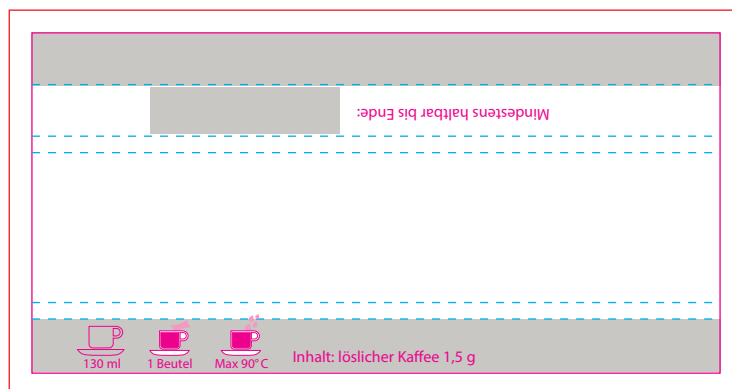 Mindestens haltbar bis Ende:
130 ml
1 Beutel
Max 90° C
Inhalt: löslicher Kaffee 1,5 g